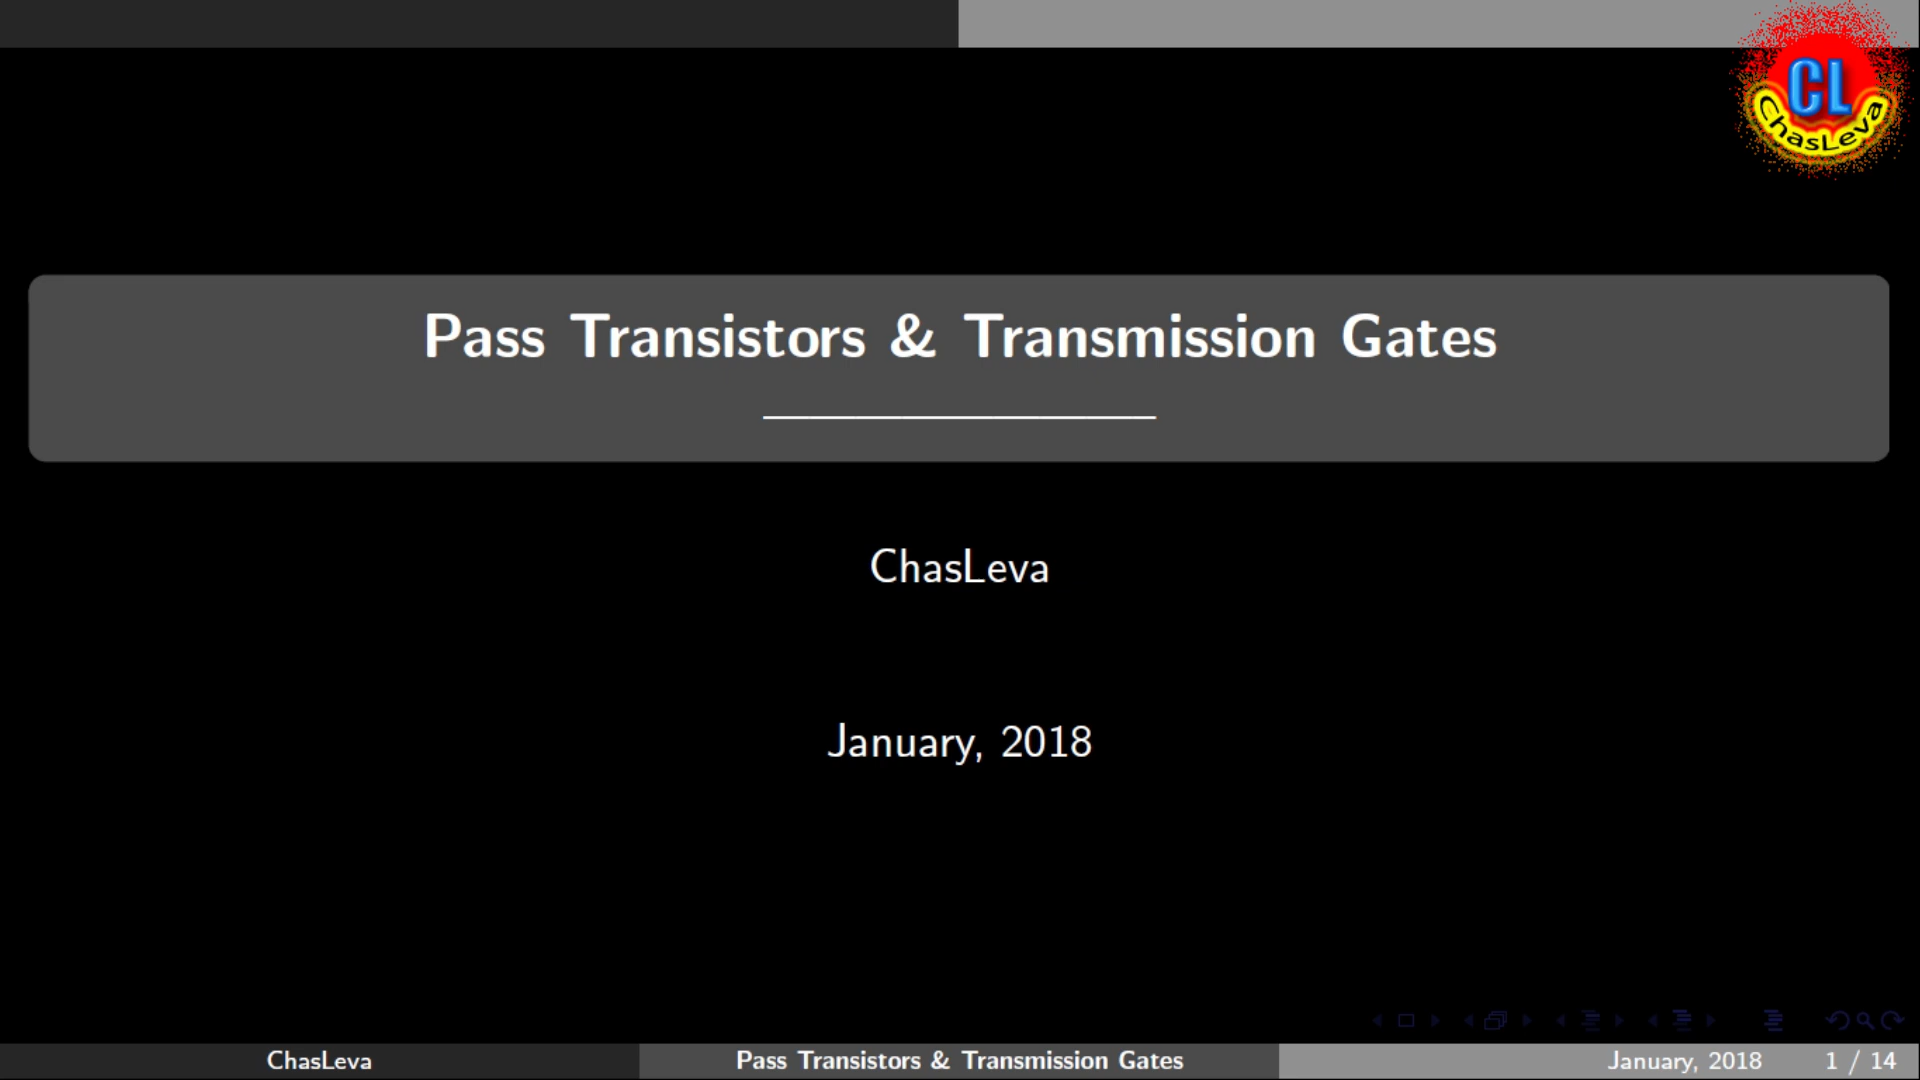 CL
ChasLeva
Pass Transistors & Transmission Gates
ChasLeva
January, 2018
ChasLeva
Pass Transistors & Transmission Gates
January, 2018
1 / 14